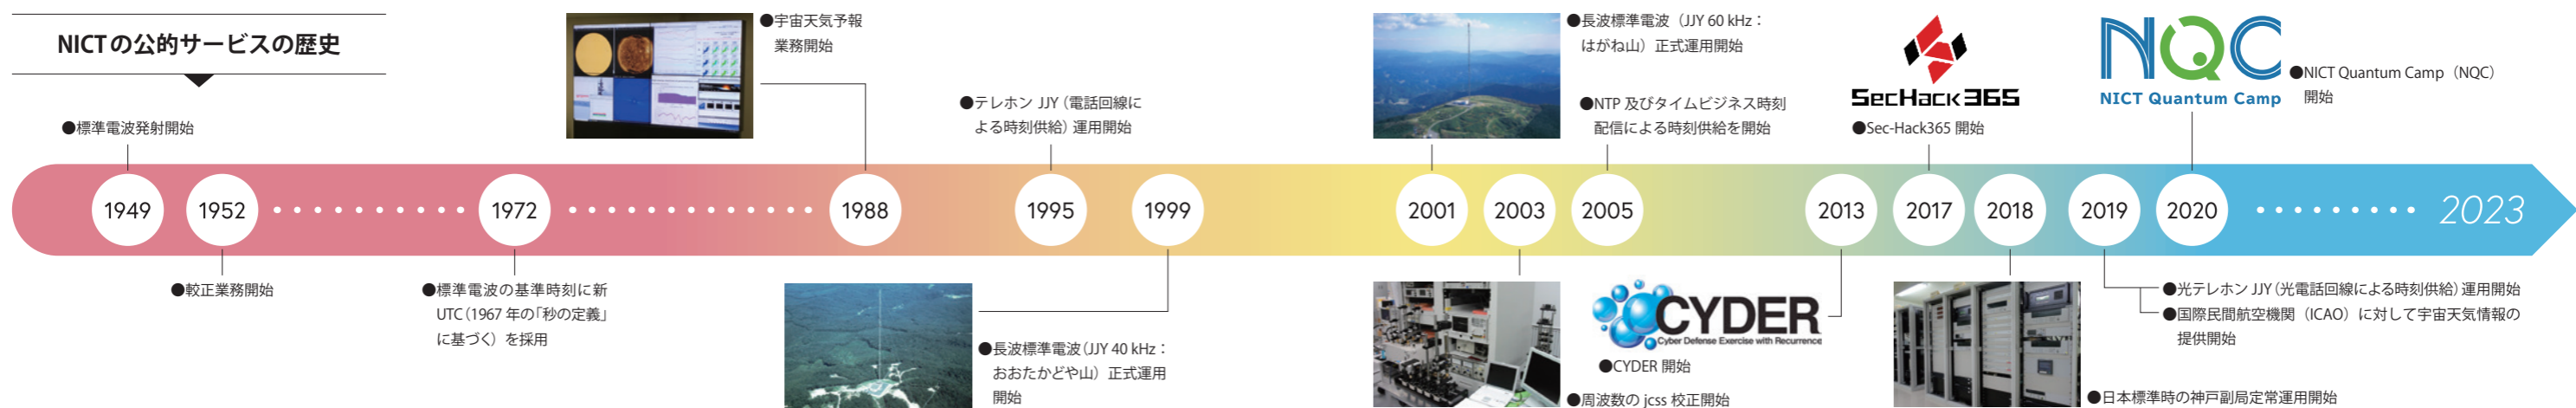 NICTの公的サービスの歴史
●標準電波発射開始
●宇宙天気予報
業務開始
●テレホン JJY（電話回線に
よる時刻供給）運用開始
●長波標準電波（JJY 60 kHz：
はがね山）正式運用開始
●NTP 及びタイムビジネス時刻
配信による時刻供給を開始
SecHack365
●Sec-Hack365 開始
NQC
NICT Quantum Camp
●NICT Quantum Camp（NQC）
開始
1949 1952 1972 1988 1995 1999 2001 2003 2005 2013 2017 2018 2019 2020 2023
●較正業務開始
●標準電波の基準時刻に新
UTC（1967 年の「秒の定義」
に基づく）を採用
●長波標準電波（JJY 40 kHz：
おおたかどや山）正式運用
開始
CYDER
Cyber Defense Exercise with Recurrence
●CYDER 開始
●周波数の jcss 校正開始
●日本標準時の神戸副局定常運用開始
●光テレホン JJY（光電話回線による時刻供給）運用開始
●国際民間航空機関（ICAO）に対して宇宙天気情報の
提供開始